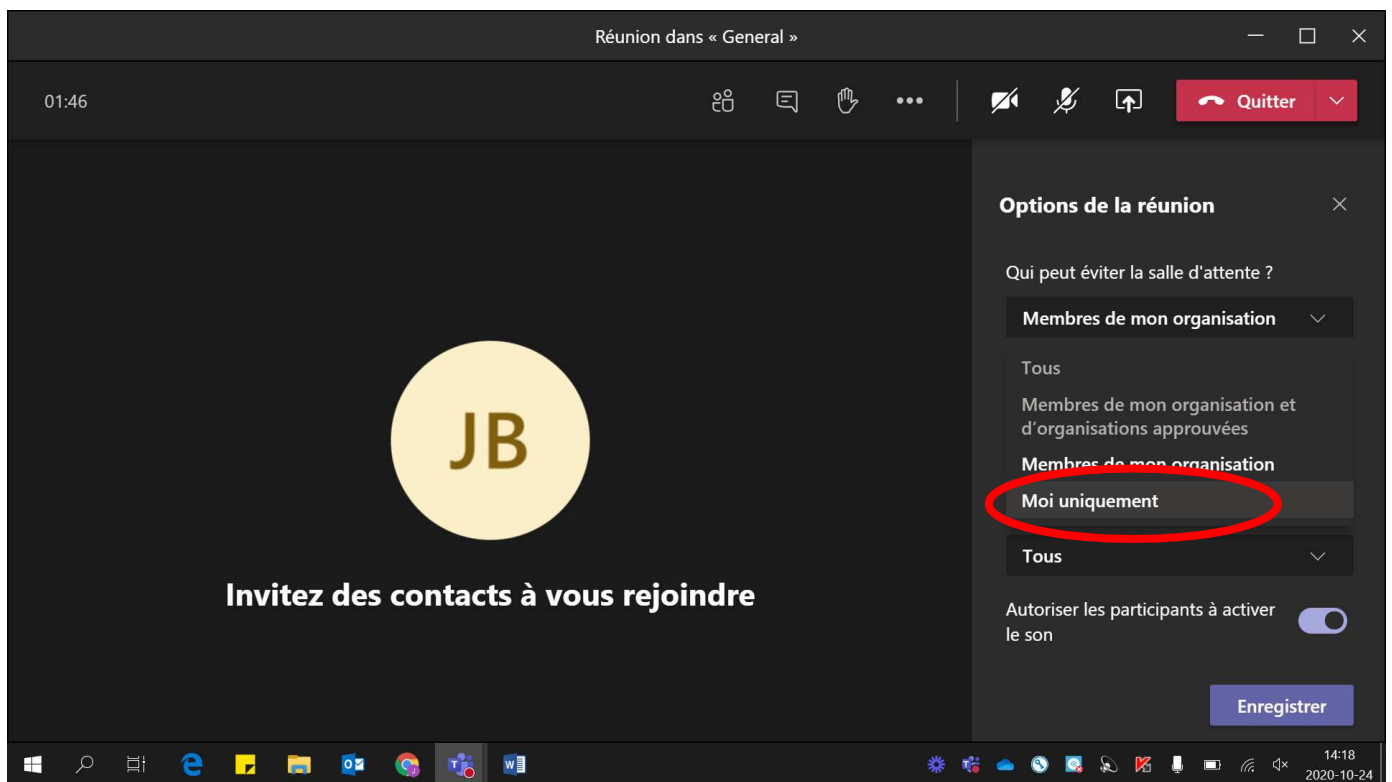 Réunion dans « General »
01:46
Quitter
Options de la réunion
Qui peut éviter la salle d'attente ?
Membres de mon organisation
Tous
Membres de mon organisation et
d'organisations approuvées
Membres de mon organisation
Moi uniquement
Tous
Autoriser les participants à activer
le son
Enregistrer
JB
Invitez des contacts à vous rejoindre
14:18
2020-10-24